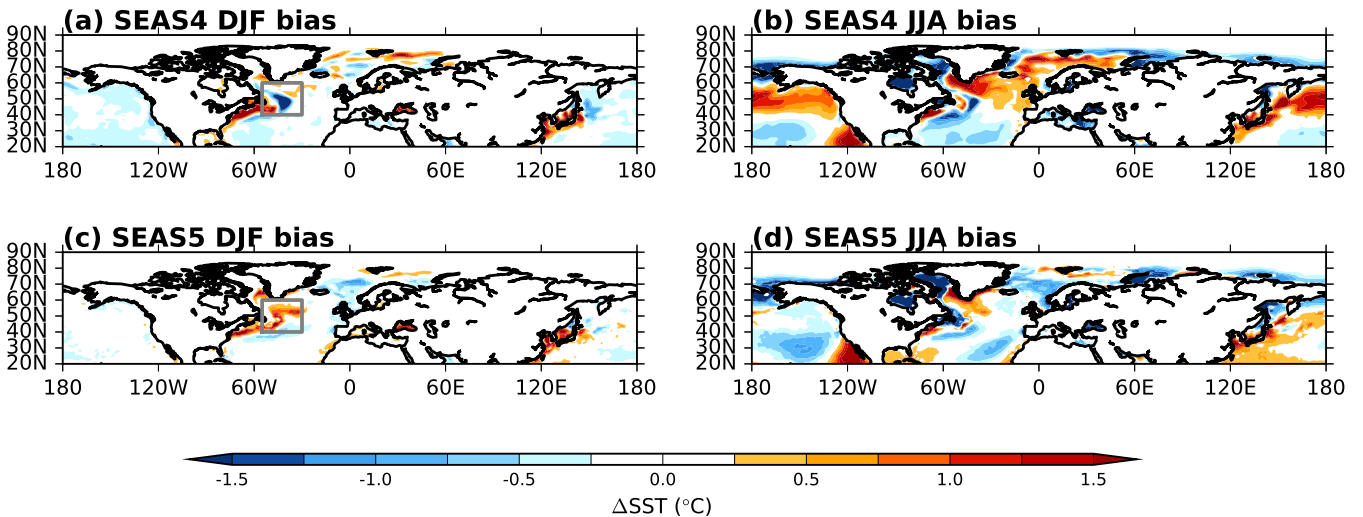 (a) SEAS4 DJF bias
90N
80N
70N
60N
50N
40N
30N
20N
180 120W 60W 0 60E 120E 180
(b) SEAS4 JJA bias
90N
80N
70N
60N
50N
40N
30N
20N
180 120W 60W 0 60E 120E 180
(c) SEAS5 DJF bias
90N
80N
70N
60N
50N
40N
30N
20N
180 120W 60W 0 60E 120E 180
(d) SEAS5 JJA bias
90N
80N
70N
60N
50N
40N
30N
20N
180 120W 60W 0 60E 120E 180
-1.5 -1.0 -0.5 0.0 0.5 1.0 1.5
ΔSST (°C)